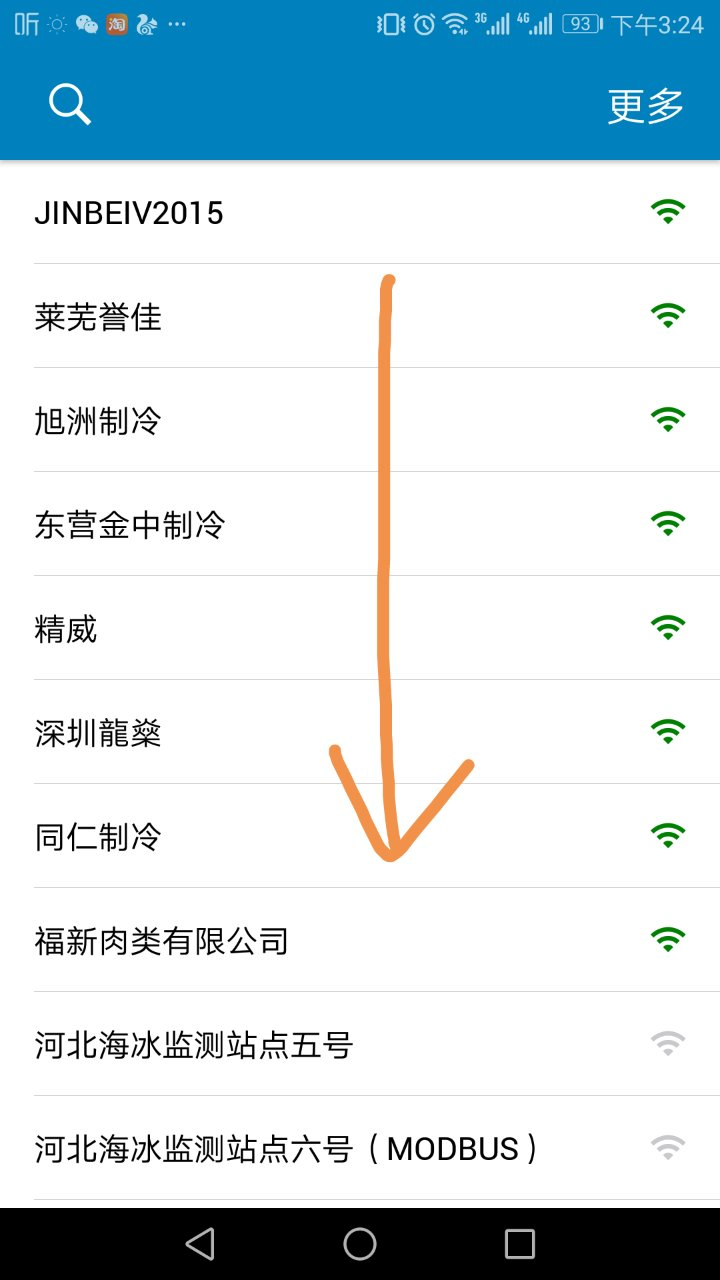 听 3G 4G 93 下午3:24
更多
JINBEIV2015
莱芜誉佳
旭洲制冷
东营金中制冷
精威
深圳龍燊
同仁制冷
福新肉类有限公司
河北海冰监测站点五号
河北海冰监测站点六号（MODBUS）